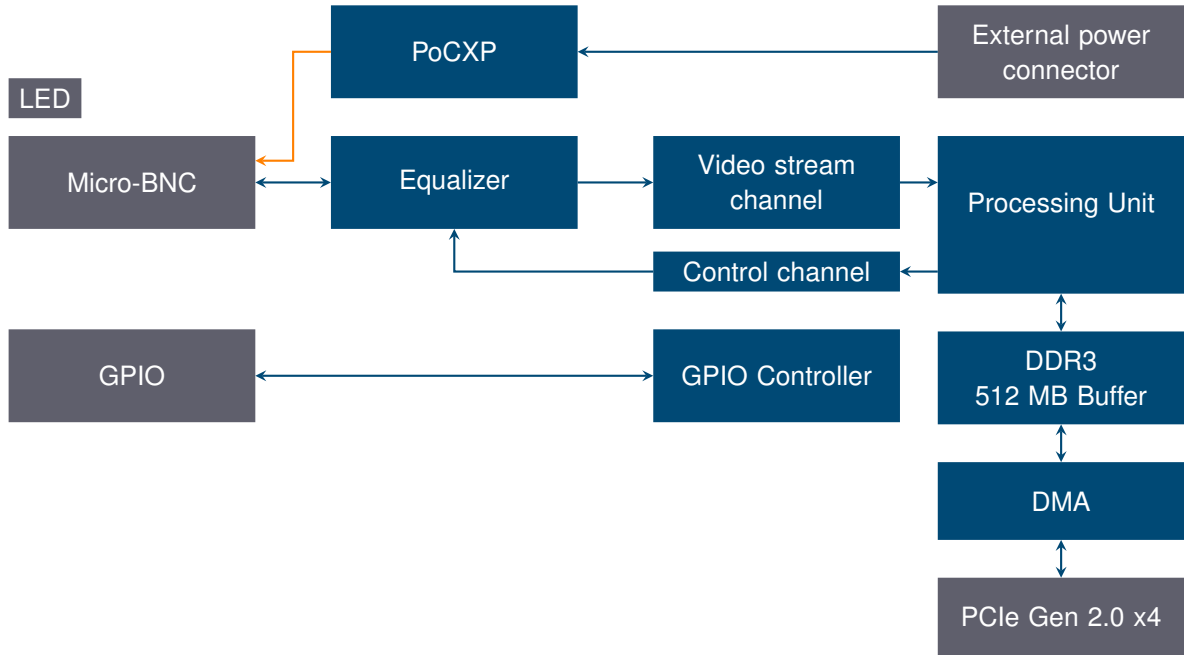 PoCXP
External power
connector
LED
Micro-BNC
Equalizer
Video stream
channel
Processing Unit
Control channel
GPIO
GPIO Controller
DDR3
512 MB Buffer
DMA
PCIe Gen 2.0 x4